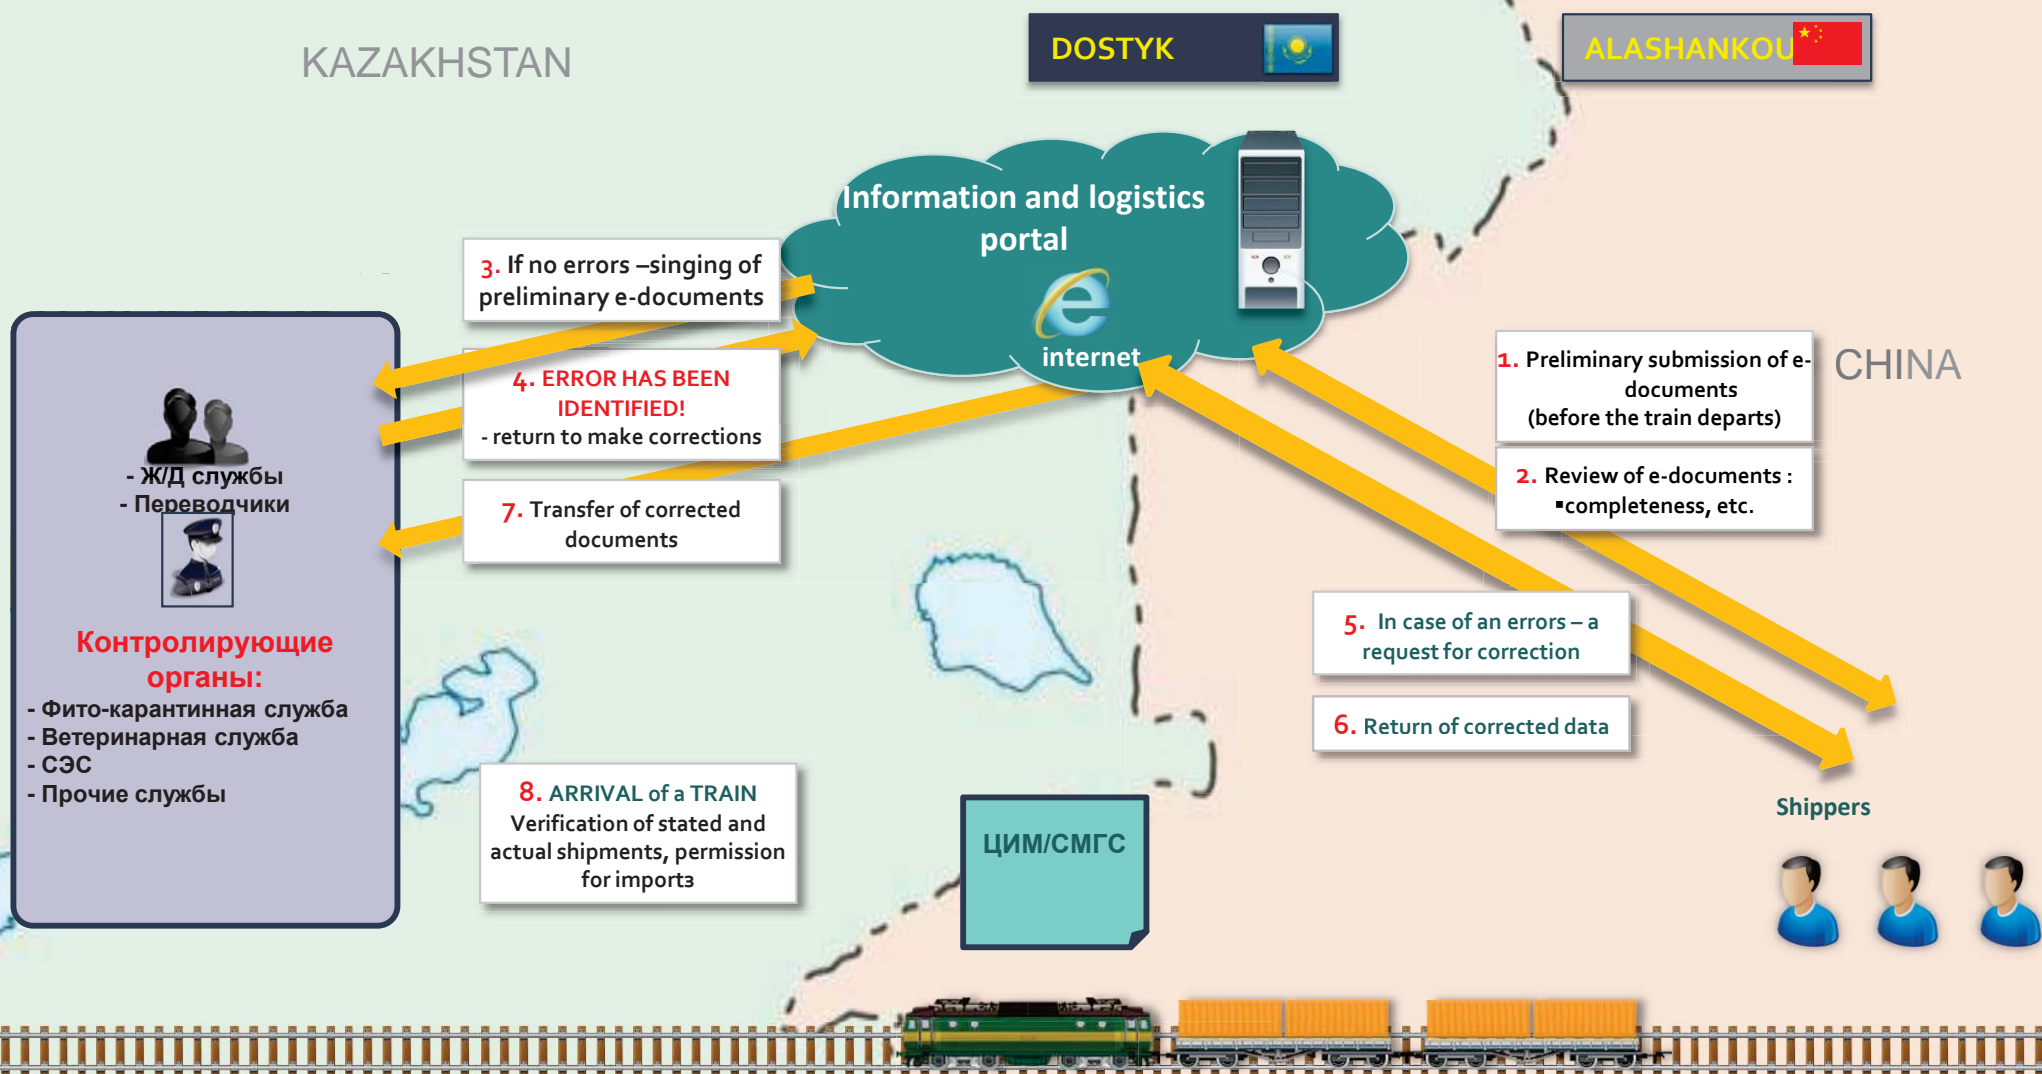 KAZAKHSTAN
DOSTYK
ALASHANKOU
Information and logistics
portal
internet
3. If no errors –singing of
preliminary e-documents
4. ERROR HAS BEEN
IDENTIFIED!
- return to make corrections
7. Transfer of corrected
documents
1. Preliminary submission of e-
documents
(before the train departs)
CHINA
2. Review of e-documents :
▪completeness, etc.
- Ж/Д службы
- Переводчики
Контролирующие
органы:
- Фито-карантинная служба
- Ветеринарная служба
- СЭС
- Прочие службы
5. In case of an errors – a
request for correction
6. Return of corrected data
8. ARRIVAL of a TRAIN
Verification of stated and
actual shipments, permission
for importз
ЦИМ/СМГС
Shippers